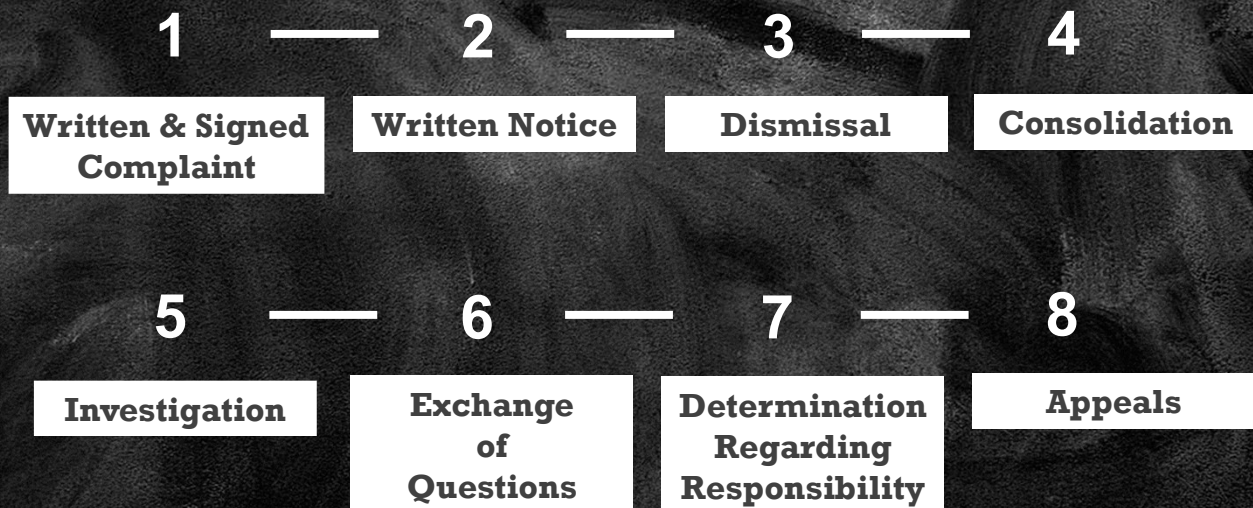 1
2
3
4
Written & Signed
Complaint
Written Notice
Dismissal
Consolidation
5
6
7
8
Investigation
Exchange
of
Questions
Determination
Regarding
Responsibility
Appeals